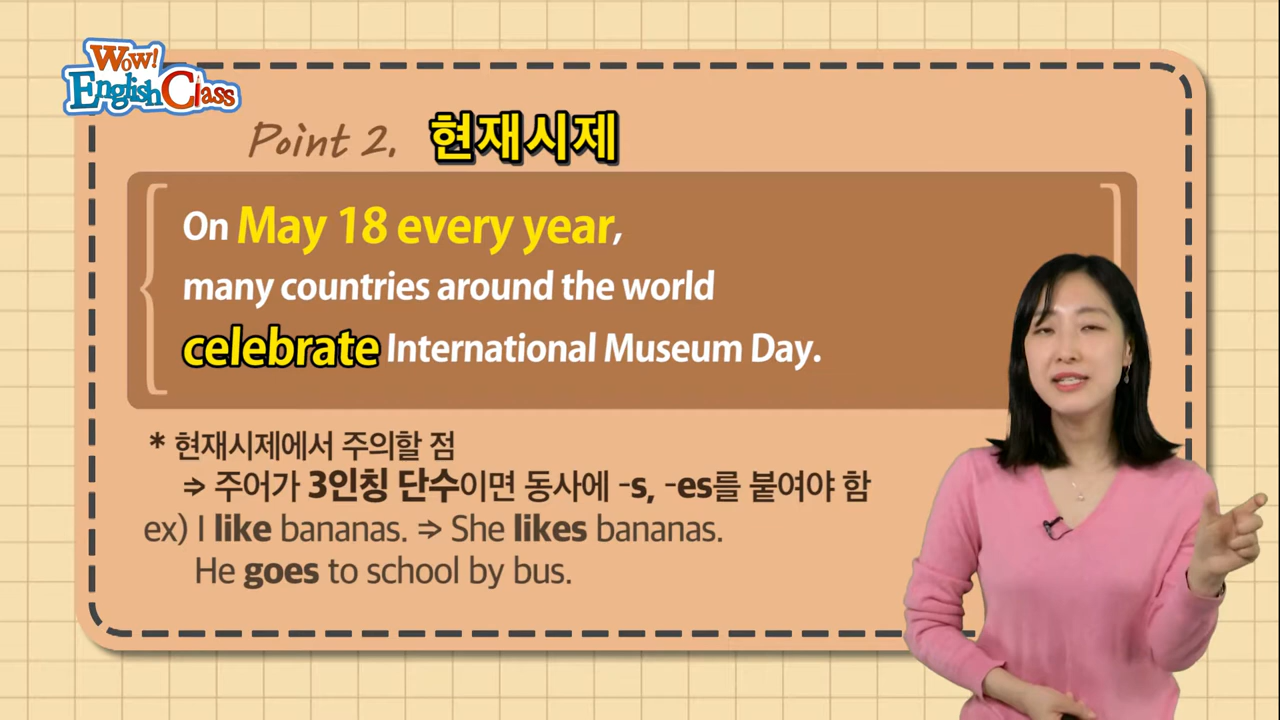 Wow!
English Class
Point 2. 현재시제
On May 18 every year,
many countries around the world
celebrate International Museum Day.
* 현재시제에서 주의할 점
⇒ 주어가 3인칭 단수이면 동사에 -s, -es를 붙여야 함
ex) I like bananas. ⇒ She likes bananas.
He goes to school by bus.